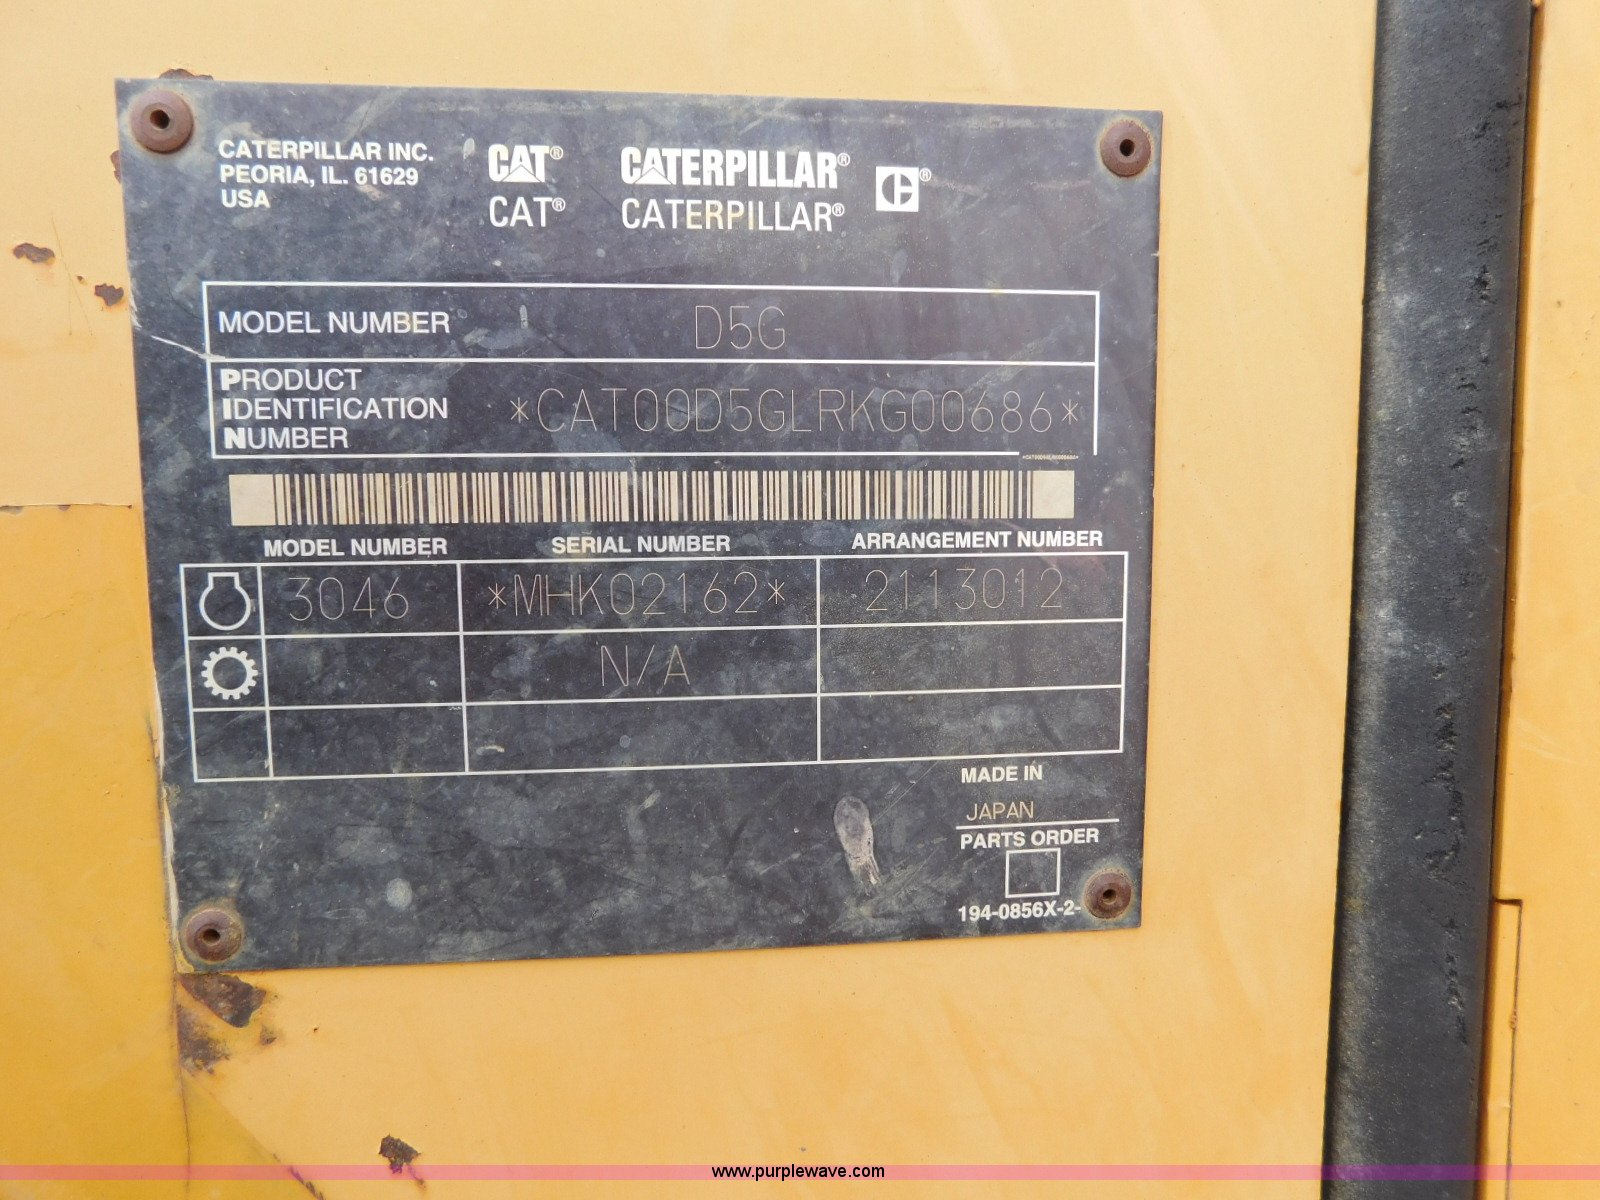 CATERPILLAR INC.
PEORIA, IL. 61629
USA
CAT® CATERPILLAR® C®
CAT® CATERPILLAR®
MODEL NUMBER D5G
PRODUCT
IDENTIFICATION
NUMBER *CAT00D5GLRKG00686*
MODEL NUMBER SERIAL NUMBER ARRANGEMENT NUMBER
3046 *MHK02162* 2113012
N/A
MADE IN
JAPAN
PARTS ORDER
194-0856X-2-
www.purplewave.com